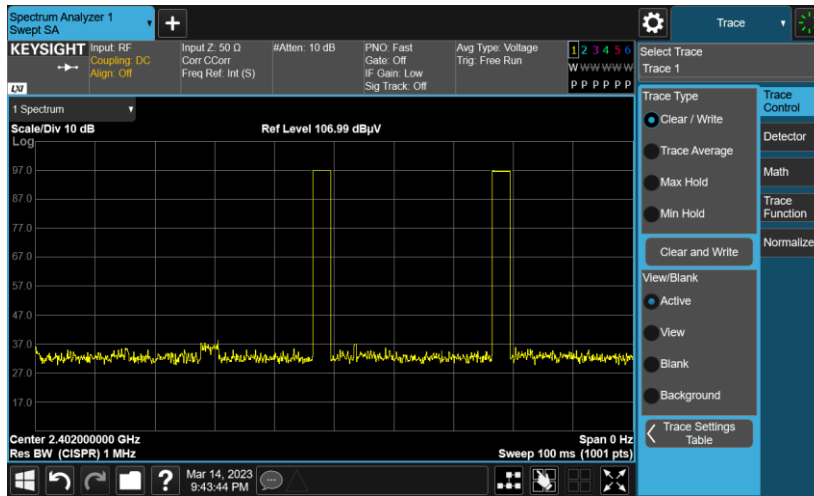 Spectrum Analyzer 1
Swept SA
Trace
KEYSIGHT
Input: RF
Coupling: DC
Align: Off
Input Z: 50 Ω
Corr CCorr
Freq Ref: Int (S)
#Atten: 10 dB
PNO: Fast
Gate: Off
IF Gain: Low
Sig Track: Off
Avg Type: Voltage
Trig: Free Run
1 2 3 4 5 6
W W W W W W
P P P P P P
LXI
Select Trace
Trace 1
1 Spectrum
Scale/Div 10 dB
Ref Level 106.99 dBµV
Log
97.0
87.0
77.0
67.0
57.0
47.0
37.0
27.0
17.0
Center 2.402000000 GHz
Res BW (CISPR) 1 MHz
Span 0 Hz
Sweep 100 ms (1001 pts)
Trace Type
Clear / Write
Trace Average
Max Hold
Min Hold
Clear and Write
View/Blank
Active
View
Blank
Background
Trace Settings
Table
Trace
Control
Detector
Math
Trace
Function
Normalize
?
Mar 14, 2023
9:43:44 PM